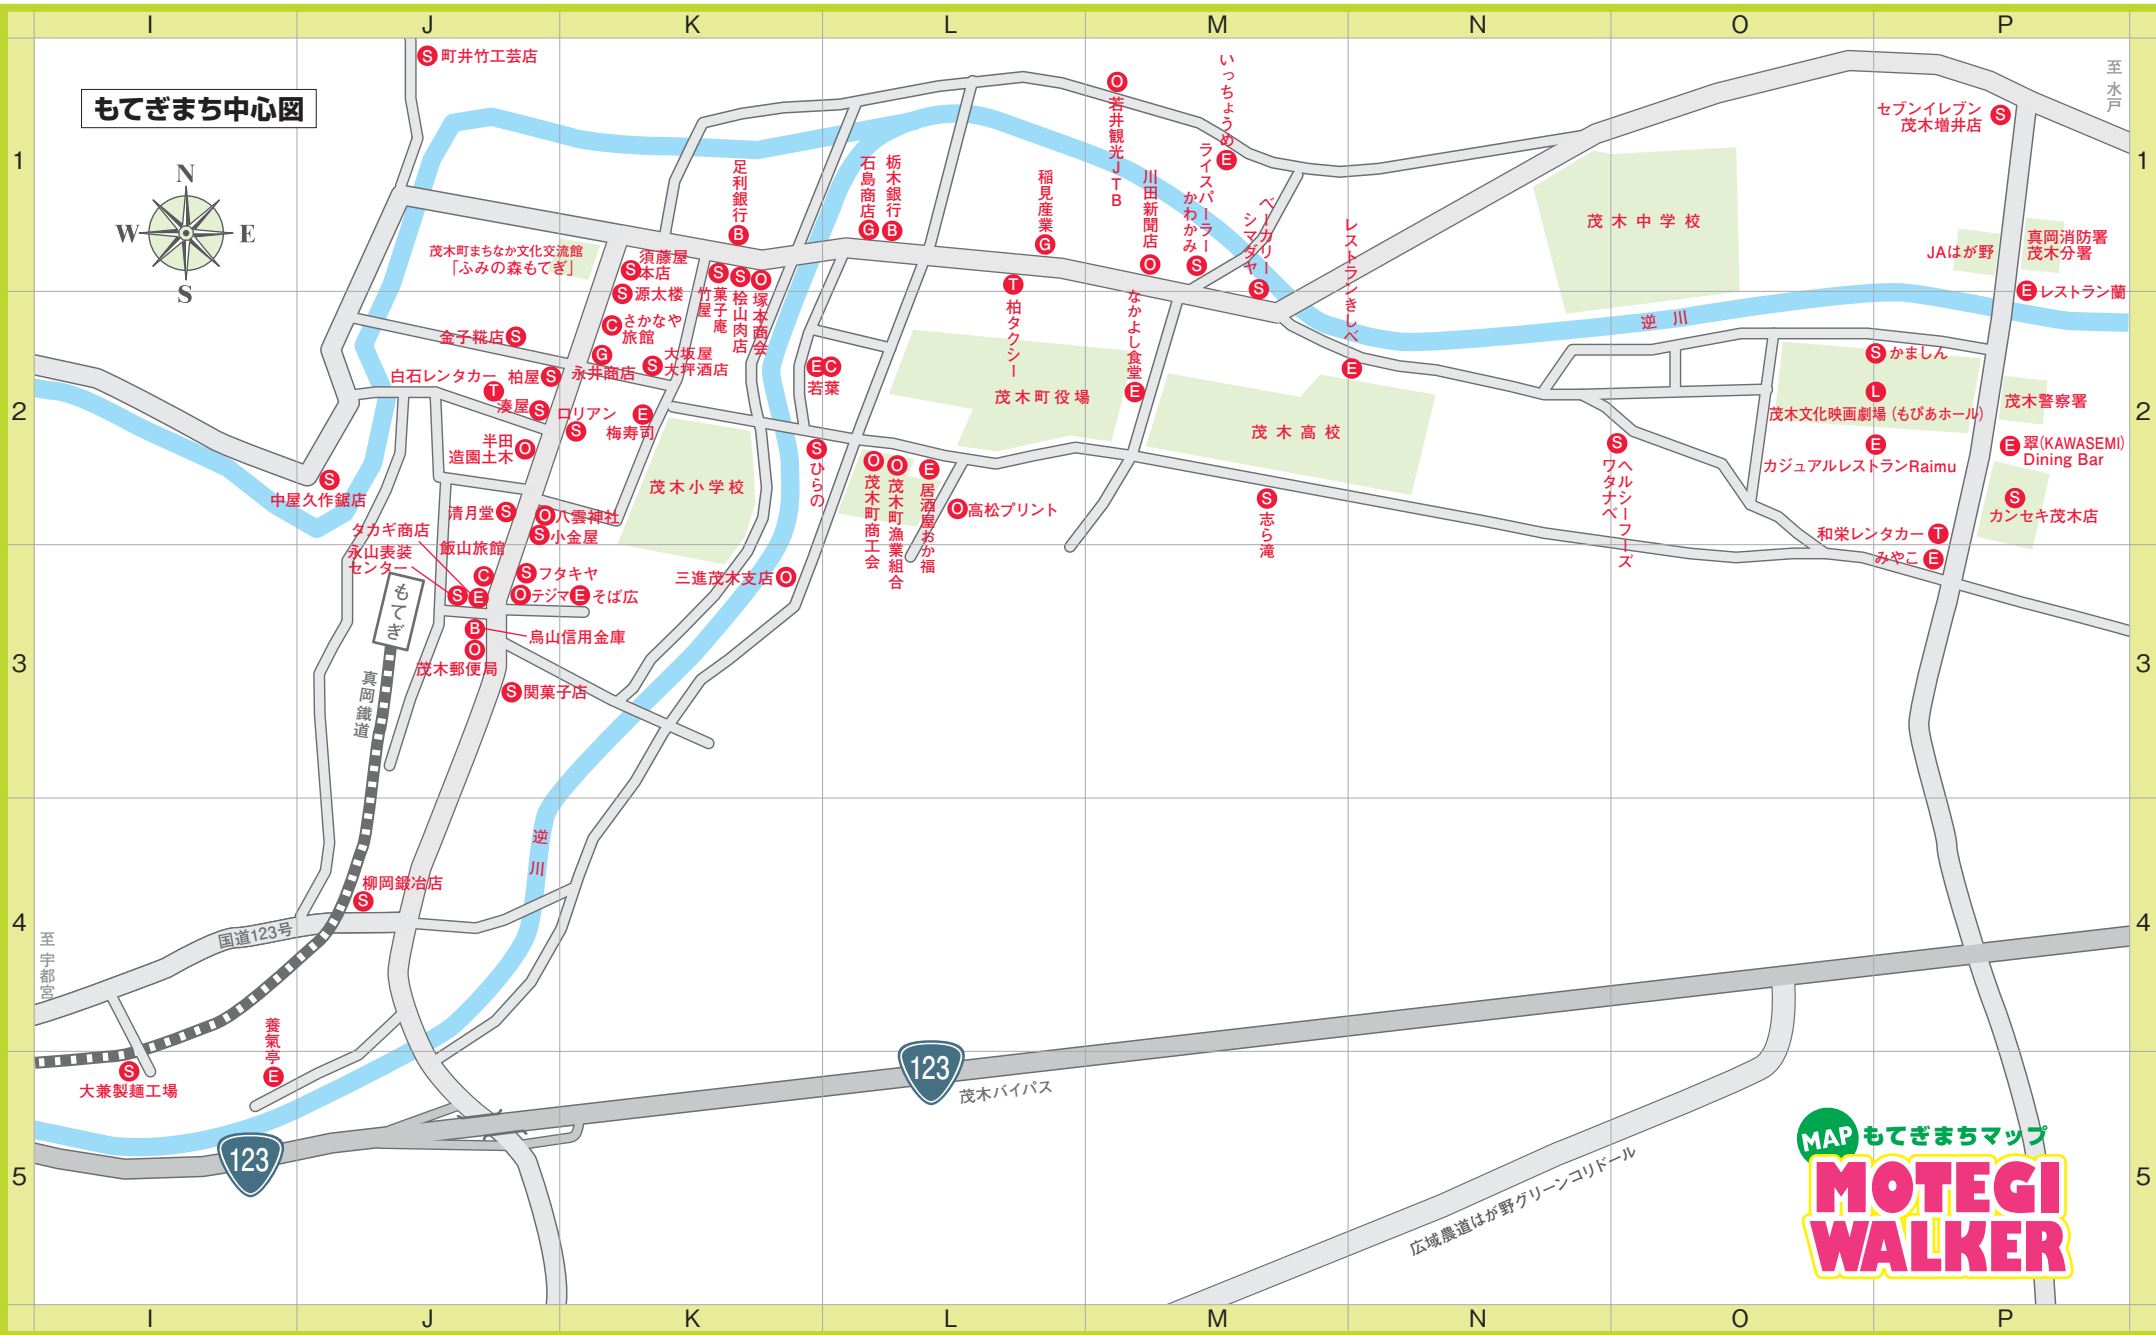 I J K L M N O P
もてぎまち中心図
N
W E
S
1
1
2
2
3
3
4
4
5
5
S 町井竹工芸店
至水戸
セブンイレブン
茂木増井店 S
いっちょうめ
E
O
若井観光JTB
足利銀行
B
石島商店
G
栃木銀行
B
稲見産業
G
川田新聞店
O
ライスパーラー
かわかみ
S
ベーカリー
シマダヤ
S
レストランきしべ
E
茂木中学校
JAはが野
真岡消防署
茂木分署
E レストラン蘭
茂木町まちなか文化交流館
「ふみの森もてぎ」
S 須藤屋
本店
S 源太楼
C さかなや
旅館
S
菓子庵
竹屋
S
桧山肉店
O
塚本商会
T
柏タクシー
なかよし食堂
E
逆川
金子糀店 S
G
永井商店
S 大坂屋
大坪酒店
E C
若葉
白石レンタカー
T
柏屋 S
湊屋 S
ロリアン
S
E
梅寿司
半田
造園土木 O
茂木町役場
茂木高校
S かましん
L
茂木文化映画劇場(もぴあホール)
E
カジュアルレストランRaimu
茂木警察署
E 翠(KAWASEMI)
Dining Bar
S
カンセキ茂木店
S
中屋久作鋸店
茂木小学校
S
ひらの
O
茂木町商工会
O
茂木町漁業組合
E
居酒屋おか福
O 高松プリント
S
志ら滝
S
ヘルシーフーズ
ワタナベ
和栄レンタカー T
みやこ E
清月堂 S
O 八雲神社
S 小金屋
タカギ商店
永山表装
センター
S E
飯山旅館
C
S フタキヤ
O テジマ
E そば広
三進茂木支店 O
もてぎ
B
烏山信用金庫
O
茂木郵便局
S 関菓子店
真岡鐵道
逆川
柳岡鍛冶店
S
国道123号
至宇都宮
養氣亭
E
S
大兼製麺工場
123
茂木バイパス
123
広域農道はが野グリーンコリドール
MAP もてぎまちマップ
MOTEGI
WALKER
I J K L M N O P